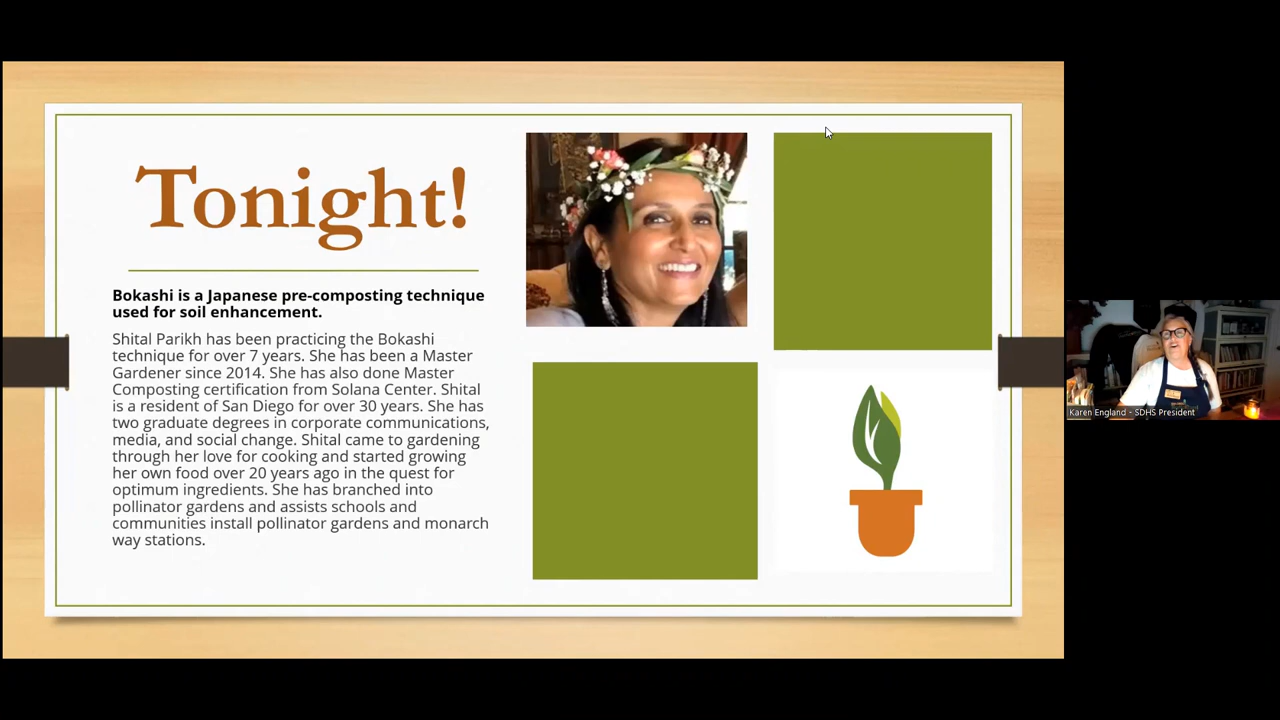 Tonight!
Bokashi is a Japanese pre-composting technique
used for soil enhancement.
Shital Parikh has been practicing the Bokashi
technique for over 7 years. She has been a Master
Gardener since 2014. She has also done Master
Composting certification from Solana Center. Shital
is a resident of San Diego for over 30 years. She has
two graduate degrees in corporate communications,
media, and social change. Shital came to gardening
through her love for cooking and started growing
her own food over 20 years ago in the quest for
optimum ingredients. She has branched into
pollinator gardens and assists schools and
communities install pollinator gardens and monarch
way stations.
Karen England - SDHS President